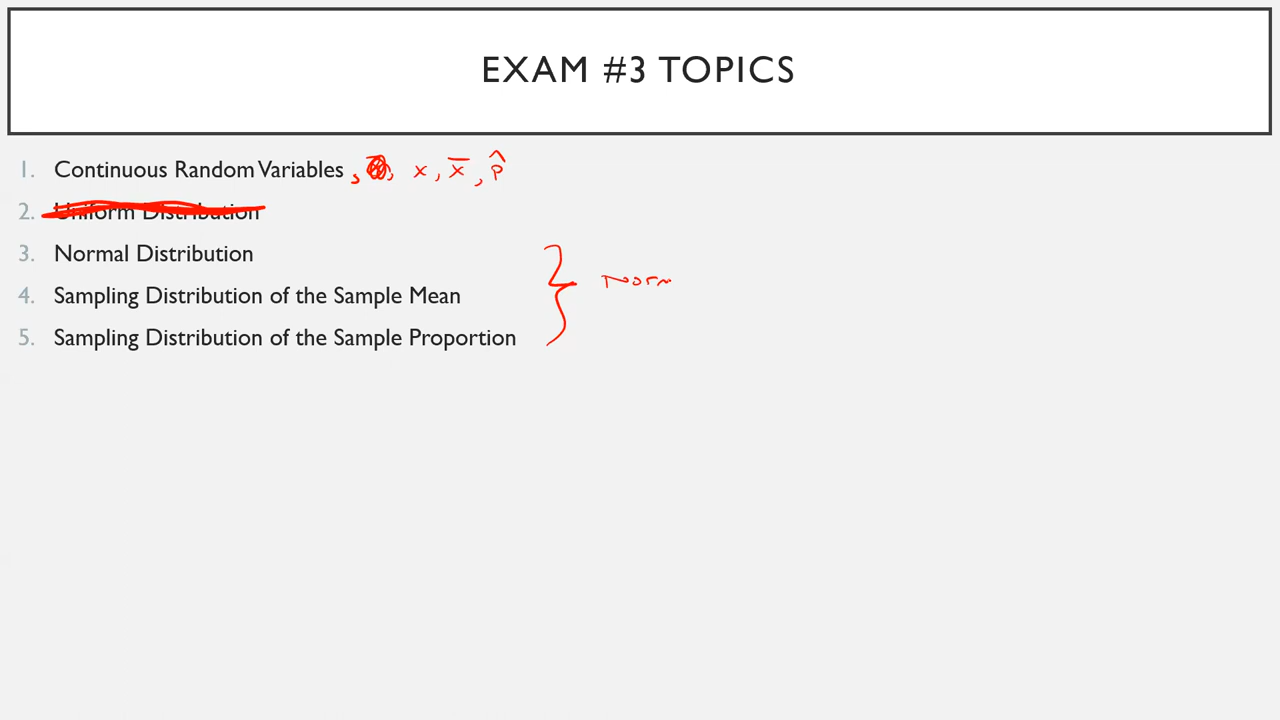 EXAM #3 TOPICS
1. Continuous Random Variables , , x, x̄, p̂
2. Uniform Distribution
3. Normal Distribution
4. Sampling Distribution of the Sample Mean
5. Sampling Distribution of the Sample Proportion
Norm